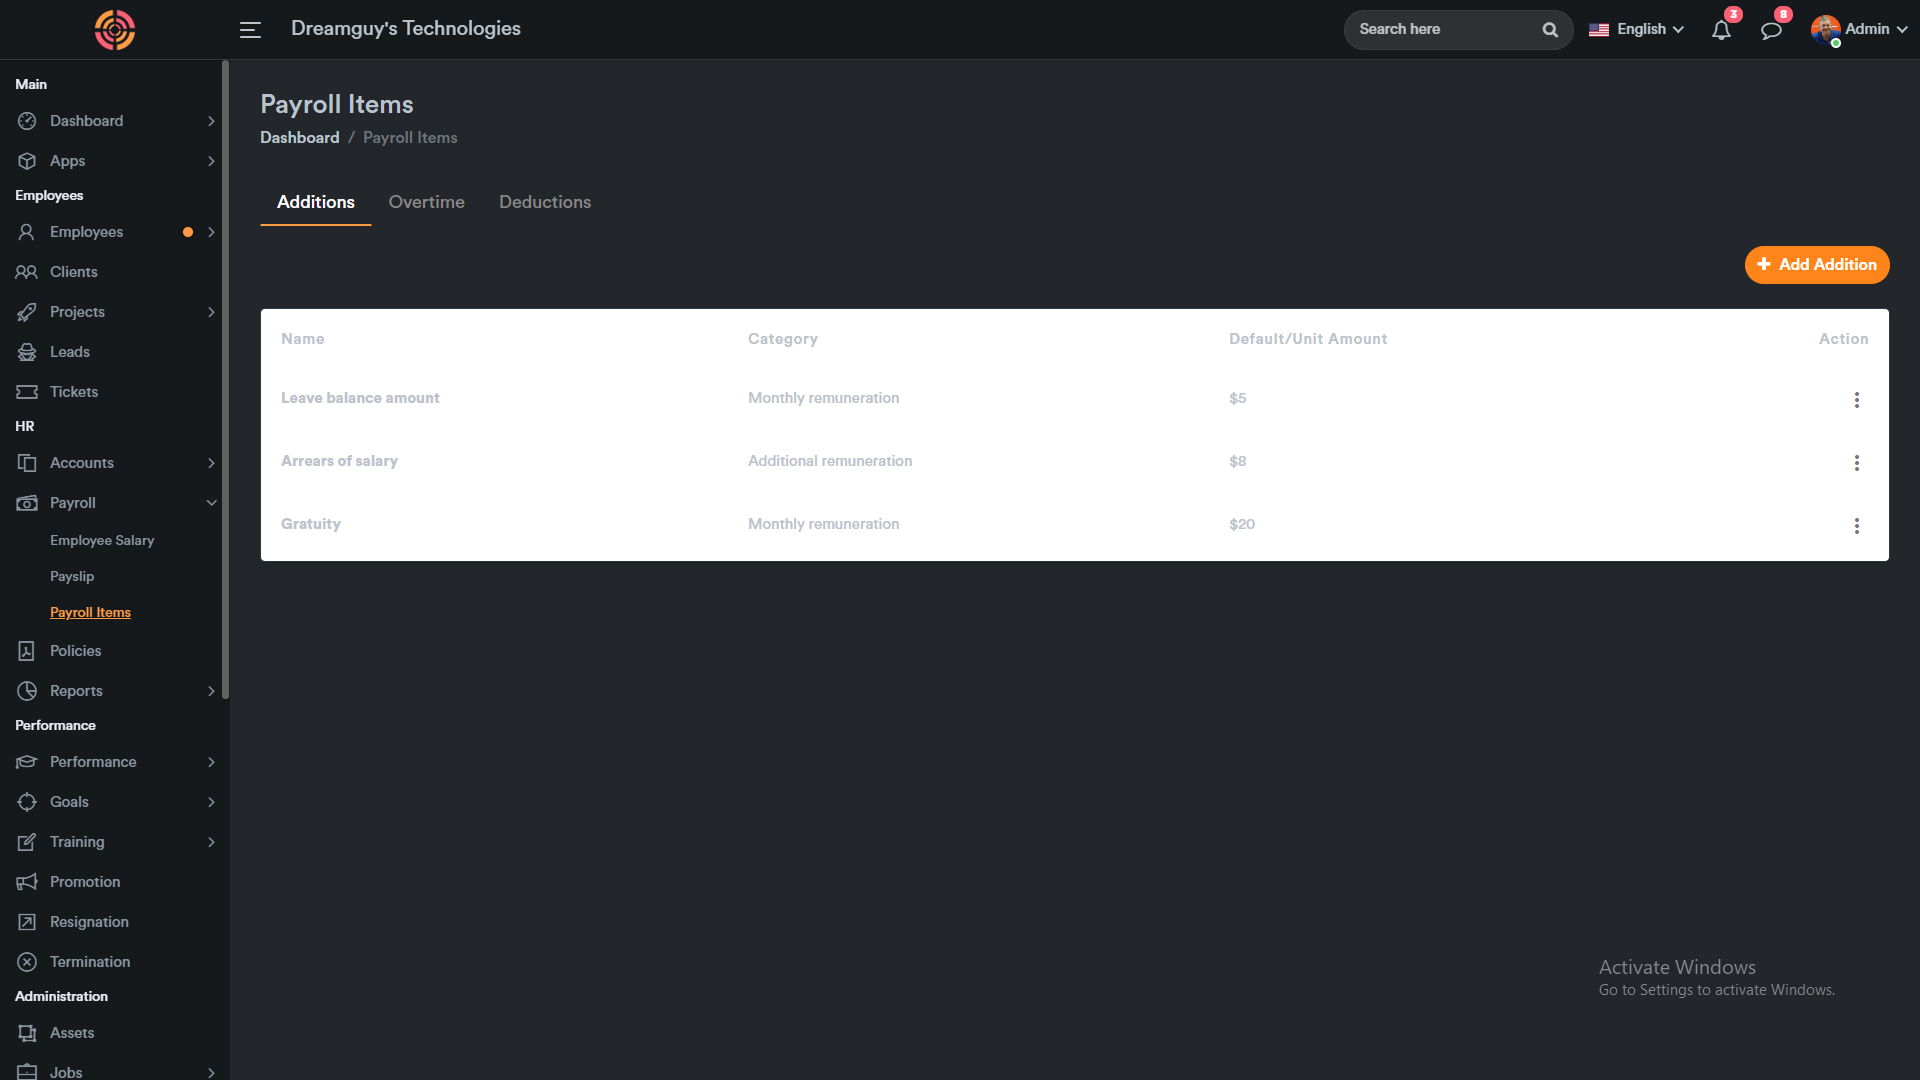 Dreamguy's Technologies
Search here
English
3
8
Admin
Main
Dashboard
Apps
Employees
Employees
Clients
Projects
Leads
Tickets
HR
Accounts
Payroll
Employee Salary
Payslip
Payroll Items
Policies
Reports
Performance
Performance
Goals
Training
Promotion
Resignation
Termination
Administration
Assets
Jobs
Payroll Items
Dashboard / Payroll Items
Additions Overtime Deductions
+ Add Addition
Name Category Default/Unit Amount Action
Leave balance amount Monthly remuneration $5
Arrears of salary Additional remuneration $8
Gratuity Monthly remuneration $20
Activate Windows
Go to Settings to activate Windows.